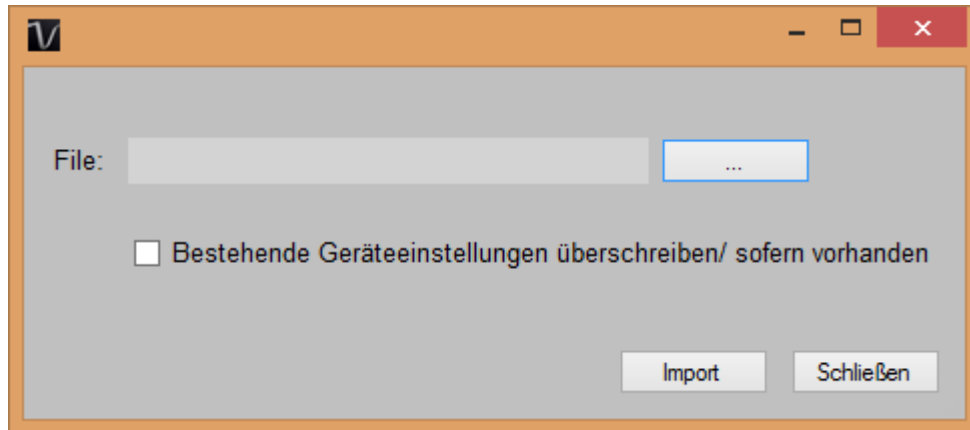 File:
...
Bestehende Geräteeinstellungen überschreiben/ sofern vorhanden
Import
Schließen